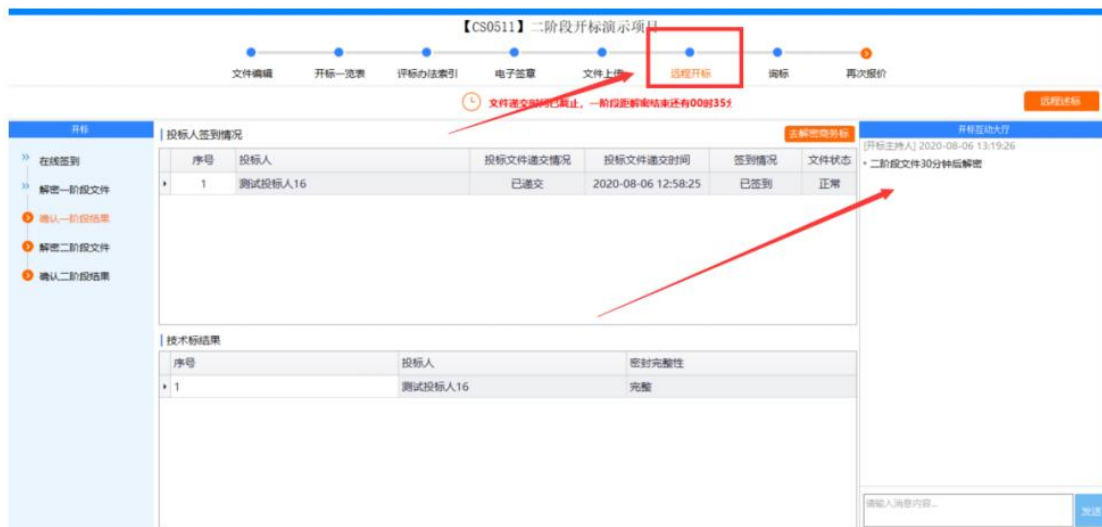 【CS0511】二阶段开标演示项目
文件编辑 开标一览表 评标办法索引 电子签章 文件上传 远程开标 询标 再次报价
文件递交时间已截止，一阶段距解密结束还有00时35分
远程述标
开标
在线签到
解密一阶段文件
确认一阶段结果
解密二阶段文件
确认二阶段结果
投标人签到情况
去解密商务标
序号 投标人 投标文件递交情况 投标文件递交时间 签到情况 文件状态
1 测试投标人16 已递交 2020-08-06 12:58:25 已签到 正常
技术标结果
序号 投标人 密封完整性
1 测试投标人16 完整
开标互动大厅
[开标主持人] 2020-08-06 13:19:26
二阶段文件30分钟后解密
请输入消息内容...
发送